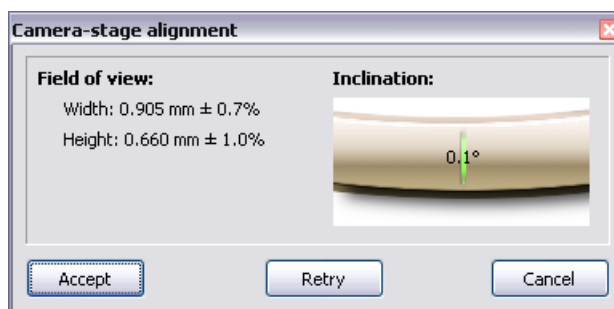 Camera-stage alignment
Field of view:
Width: 0.905 mm ± 0.7%
Height: 0.660 mm ± 1.0%
Inclination:
0.1°
Accept
Retry
Cancel